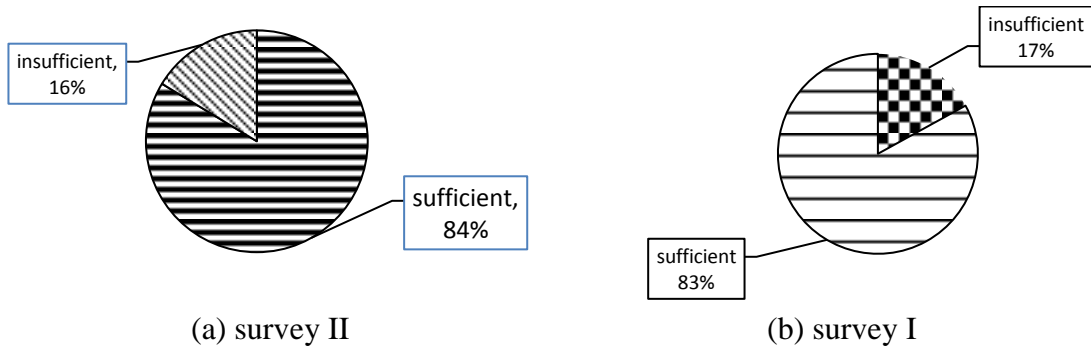 insufficient,
16%
sufficient,
84%
(a) survey II
insufficient
17%
sufficient
83%
(b) survey I